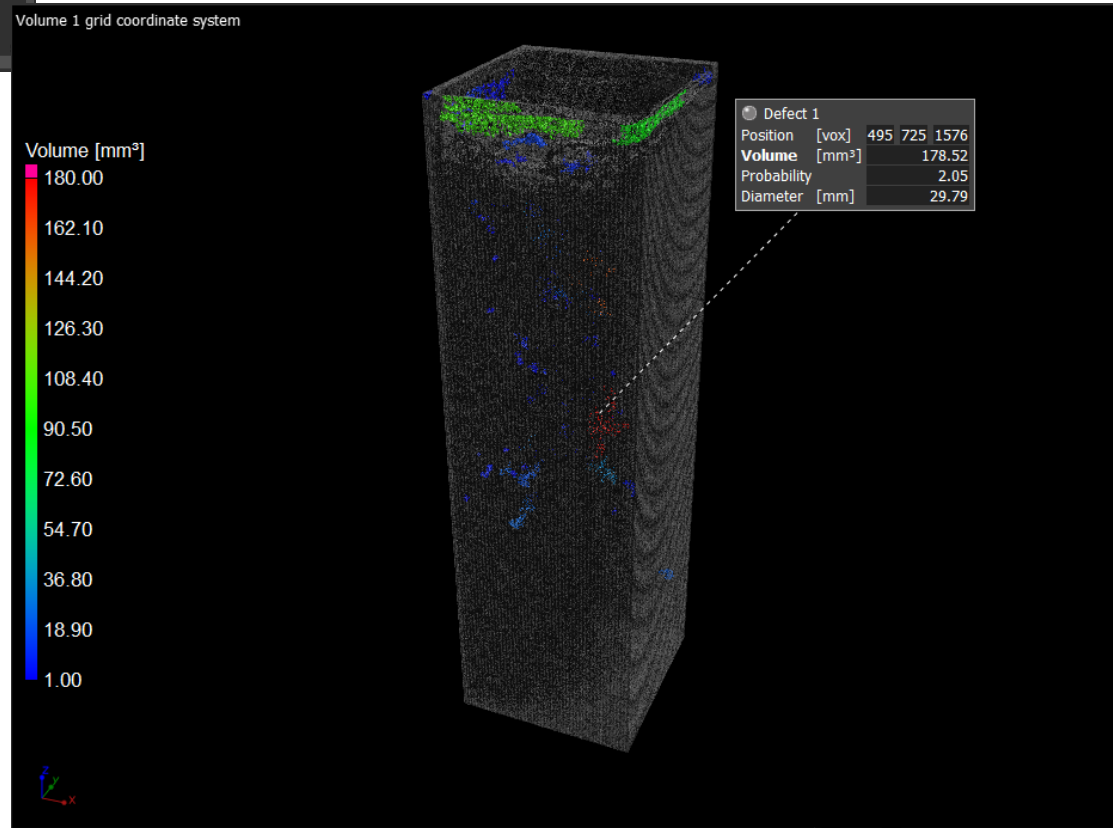 Volume 1 grid coordinate system
Defect 1
Position [vox] 495 725 1576
Volume [mm³] 178.52
Probability 2.05
Diameter [mm] 29.79
Volume [mm³]
180.00
162.10
144.20
126.30
108.40
90.50
72.60
54.70
36.80
18.90
1.00
z
y
x